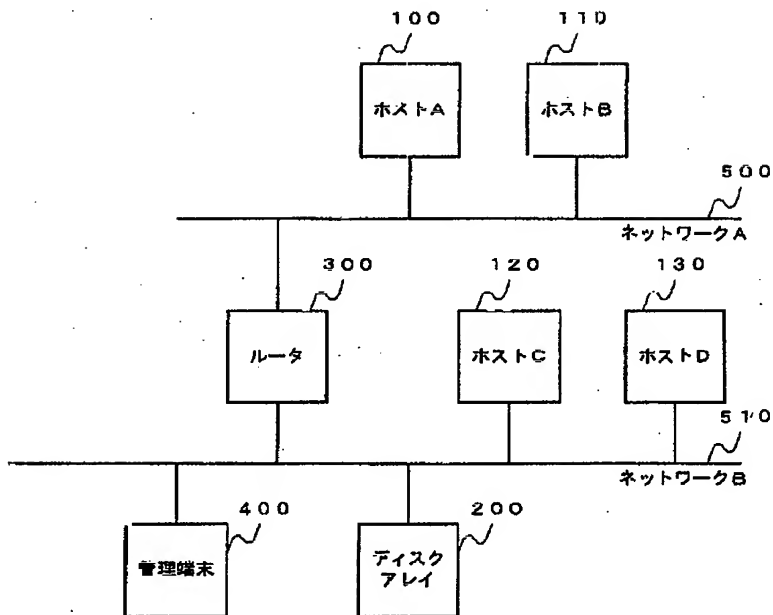 100
110
ホストA
ホストB
500
ネットワークA
300
120
130
ルータ
ホストC
ホストD
510
ネットワークB
400
200
管理端末
ディスク
アレイ